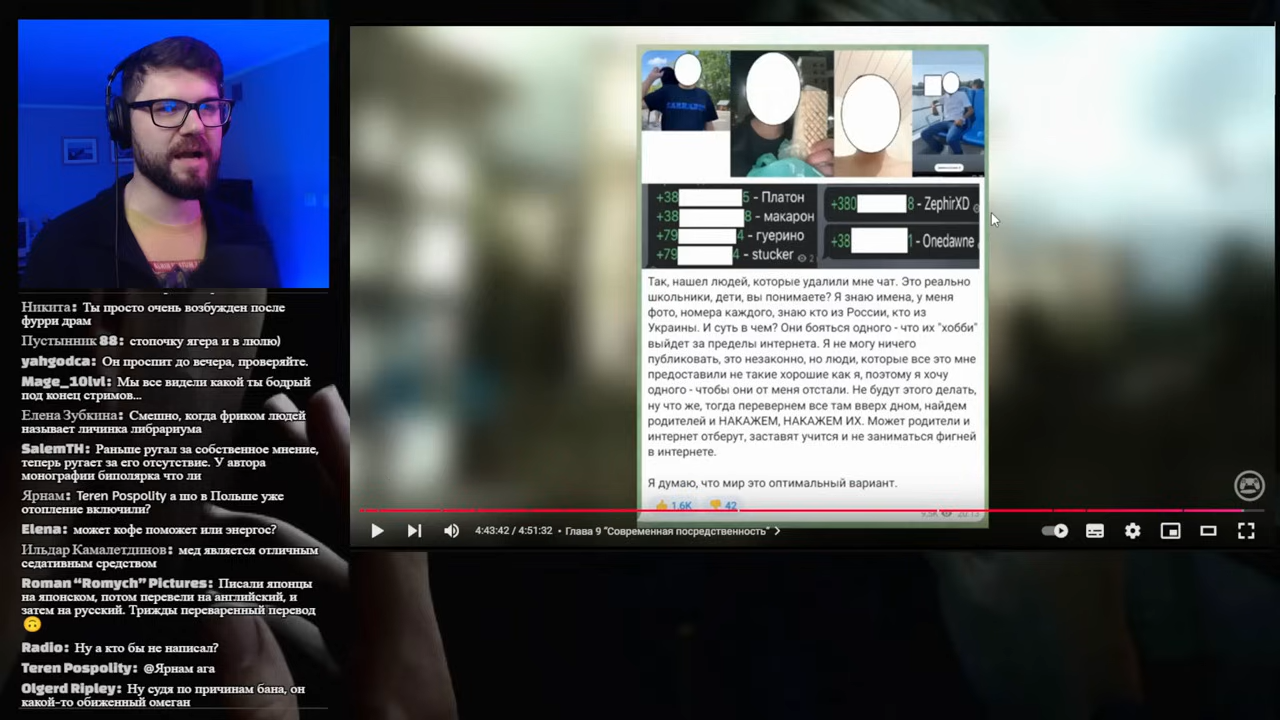 Никита: Ты просто очень возбужден после
фурри драм
Пустынник 88: стопочку ягера и в люлю)
yahgodca: Он проспит до вечера, проверяйте.
Mage_10lvl: Мы все видели какой ты бодрый
под конец стримов...
Елена Зубкина: Смешно, когда фриком людей
называет личинка либрариума
SalemTH: Раньше ругал за собственное мнение,
теперь ругает за его отсутствие. У автора
монографии биполярка что ли
Ярнам: Teren Pospolity а шо в Польше уже
отопление включили?
Elena: может кофе поможет или энергос?
Ильдар Камалетдинов: мед является отличным
седативным средством
Roman “Romych” Pictures: Писали японцы
на японском, потом перевели на английский, и
затем на русский. Трижды переваренный перевод
🙃
Radio: Ну а кто бы не написал?
Teren Pospolity: @Ярнам ага
Olgerd Ripley: Ну судя по причинам бана, он
какой-то обиженный омеган
+38 5 - Платон
+38 8 - макарон
+79 4 - гуерино
+79 4 - stucker 2
+380 8 - ZephirXD
+38 1 - Onedawne
Так, нашел людей, которые удалили мне чат. Это реально
школьники, дети, вы понимаете? Я знаю имена, у меня
фото, номера каждого, знаю кто из России, кто из
Украины. И суть в чем? Они бояться одного - что их "хобби"
выйдет за пределы интернета. Я не могу ничего
публиковать, это незаконно, но люди, которые все это мне
предоставили не такие хорошие как я, поэтому я хочу
одного - чтобы они от меня отстали. Не будут этого делать,
ну что же, тогда перевернем все там вверх дном, найдем
родителей и НАКАЖЕМ, НАКАЖЕМ ИХ. Может родители и
интернет отберут, заставят учится и не заниматься фигней
в интернете.
Я думаю, что мир это оптимальный вариант.
👍 1.6K 👎 42
4:43:42 / 4:51:32 • Глава 9 "Современная посредственность" >